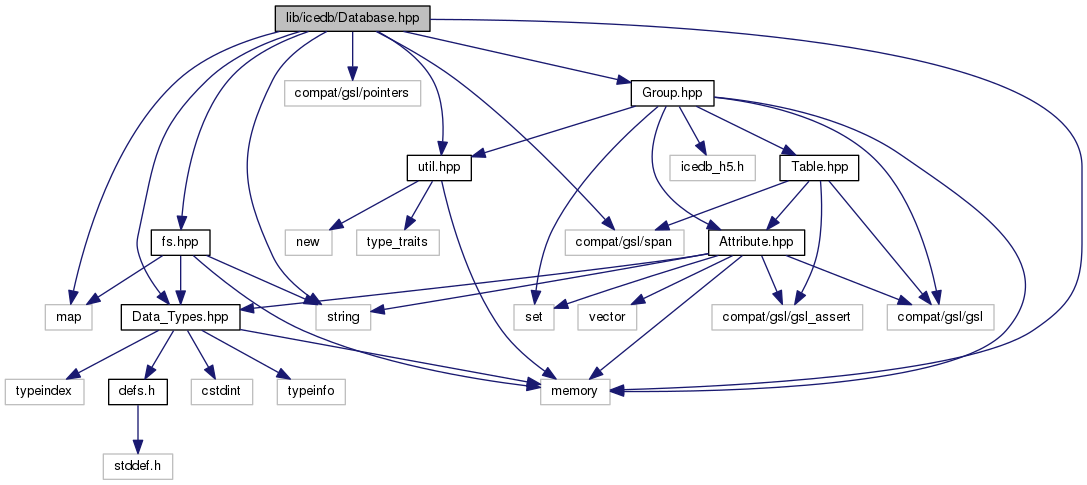 lib/icedb/Database.hpp
compat/gsl/pointers
Group.hpp
util.hpp
icedb_h5.h
Table.hpp
fs.hpp
new
type_traits
compat/gsl/span
Attribute.hpp
map
Data_Types.hpp
string
set
vector
compat/gsl/gsl_assert
compat/gsl/gsl
typeindex
defs.h
cstdint
typeinfo
memory
stddef.h